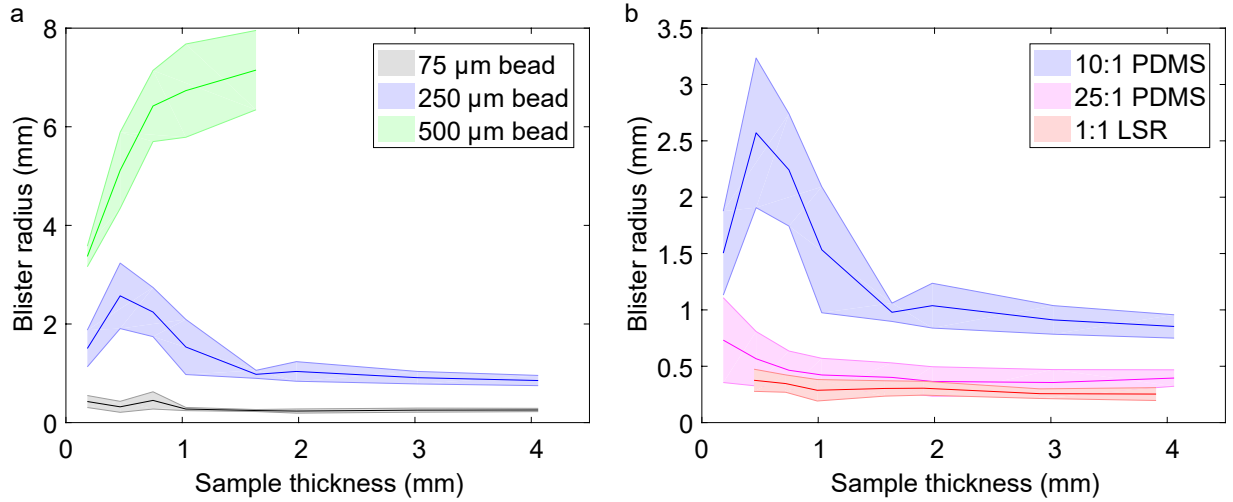 a
Blister radius (mm)
8
6
4
2
0
0 1 2 3 4
Sample thickness (mm)
75 µm bead
250 µm bead
500 µm bead
b
Blister radius (mm)
3.5
3
2.5
2
1.5
1
0.5
0
0 1 2 3 4
Sample thickness (mm)
10:1 PDMS
25:1 PDMS
1:1 LSR